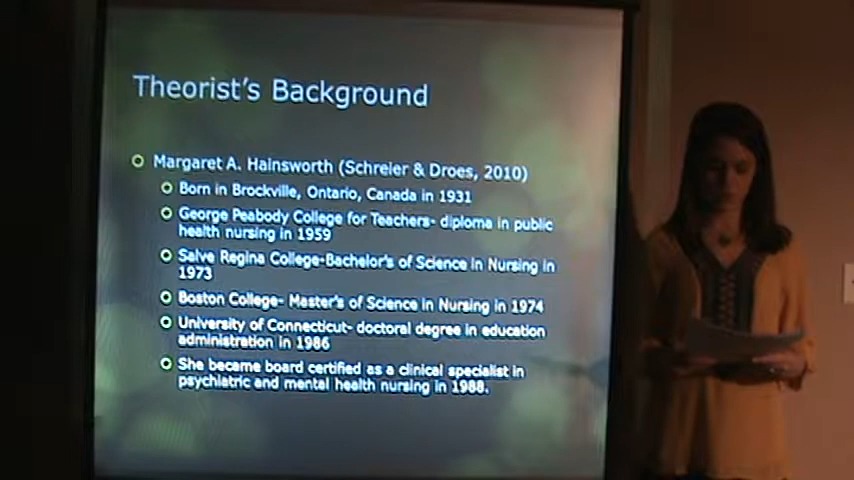 Theorist's Background
Margaret A. Hainsworth (Schreier & Droes, 2010)
Born in Brockville, Ontario, Canada in 1931
George Peabody College for Teachers- diploma in public
health nursing in 1959
Salve Regina College-Bachelor's of Science in Nursing in
1973
Boston College- Master's of Science in Nursing in 1974
University of Connecticut- doctoral degree in education
administration in 1986
She became board certified as a clinical specialist in
psychiatric and mental health nursing in 1988.